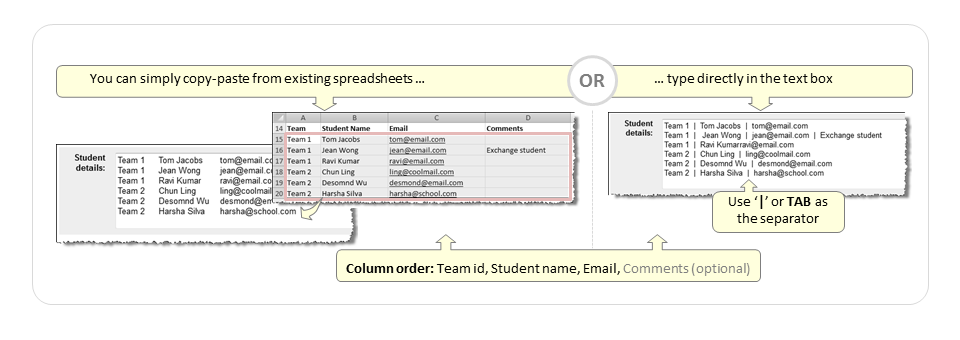 You can simply copy-paste from existing spreadsheets ...
OR
... type directly in the text box
A B C D
14 Team Student Name Email Comments
15 Team 1 Tom Jacobs tom@email.com
16 Team 1 Jean Wong jean@email.com Exchange student
17 Team 1 Ravi Kumar ravi@email.com
18 Team 2 Chun Ling ling@coolmail.com
19 Team 2 Desomnd Wu desmond@email.com
20 Team 2 Harsha Silva harsha@school.com
Student details:
Team 1 Tom Jacobs tom@email.co
Team 1 Jean Wong jean@email.c
Team 1 Ravi Kumar ravi@email.c
Team 2 Chun Ling ling@coolmail.
Team 2 Desomnd Wu desmond@em
Team 2 Harsha Silva harsha@school.com
Student details:
Team 1 | Tom Jacobs | tom@email.com
Team 1 | Jean Wong | jean@email.com | Exchange student
Team 1 | Ravi Kumarravi@email.com
Team 2 | Chun Ling | ling@coolmail.com
Team 2 | Desomnd Wu | desmond@email.com
Team 2 | Harsha Silva | harsha@school.com
Use ‘|’ or TAB as
the separator
Column order: Team id, Student name, Email, Comments (optional)